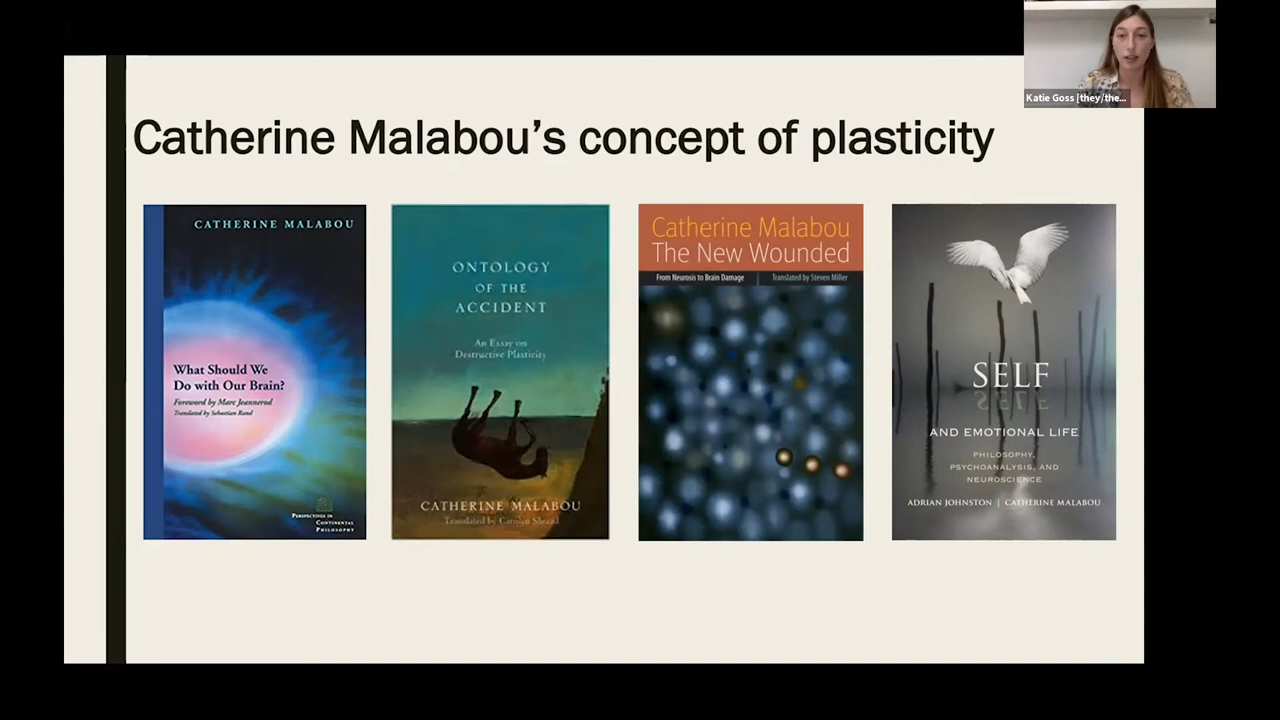 Katie Goss [they/the...
Catherine Malabou’s concept of plasticity
CATHERINE MALABOU
What Should We
Do with Our Brain?
Foreword by Marc Jeannerod
Translated by Sebastian Rand
PERSPECTIVES IN
CONTINENTAL
PHILOSOPHY
ONTOLOGY
OF THE
ACCIDENT
An Essay on
Destructive Plasticity
CATHERINE MALABOU
Translated by Carolyn Shread
Catherine Malabou
The New Wounded
From Neurosis to Brain Damage
Translated by Steven Miller
SELF
AND EMOTIONAL LIFE
PHILOSOPHY,
PSYCHOANALYSIS, AND
NEUROSCIENCE
ADRIAN JOHNSTON | CATHERINE MALABOU